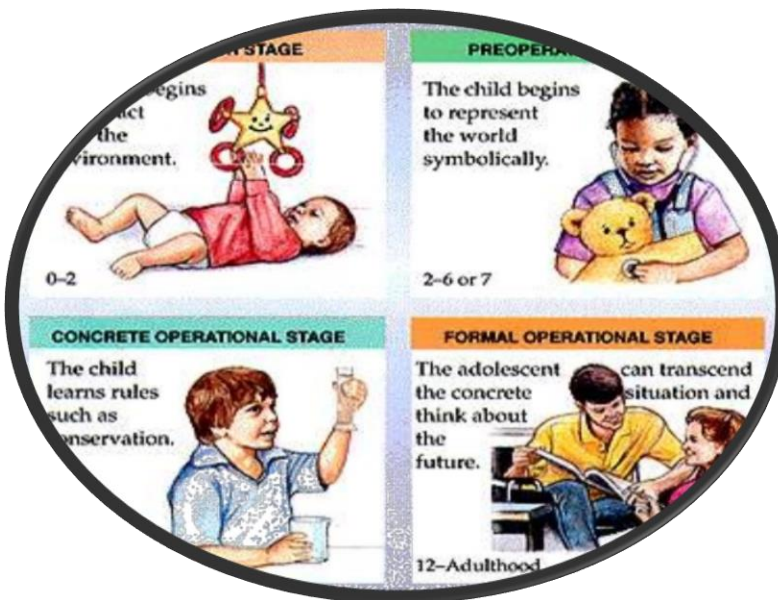 STAGE
egins
act
the
vironment.
0–2
PREOPERA
The child begins
to represent
the world
symbolically.
2–6 or 7
CONCRETE OPERATIONAL STAGE
The child
learns rules
such as
onservation.
FORMAL OPERATIONAL STAGE
The adolescent can transcend
the concrete situation and
think about
the
future.
12–Adulthood